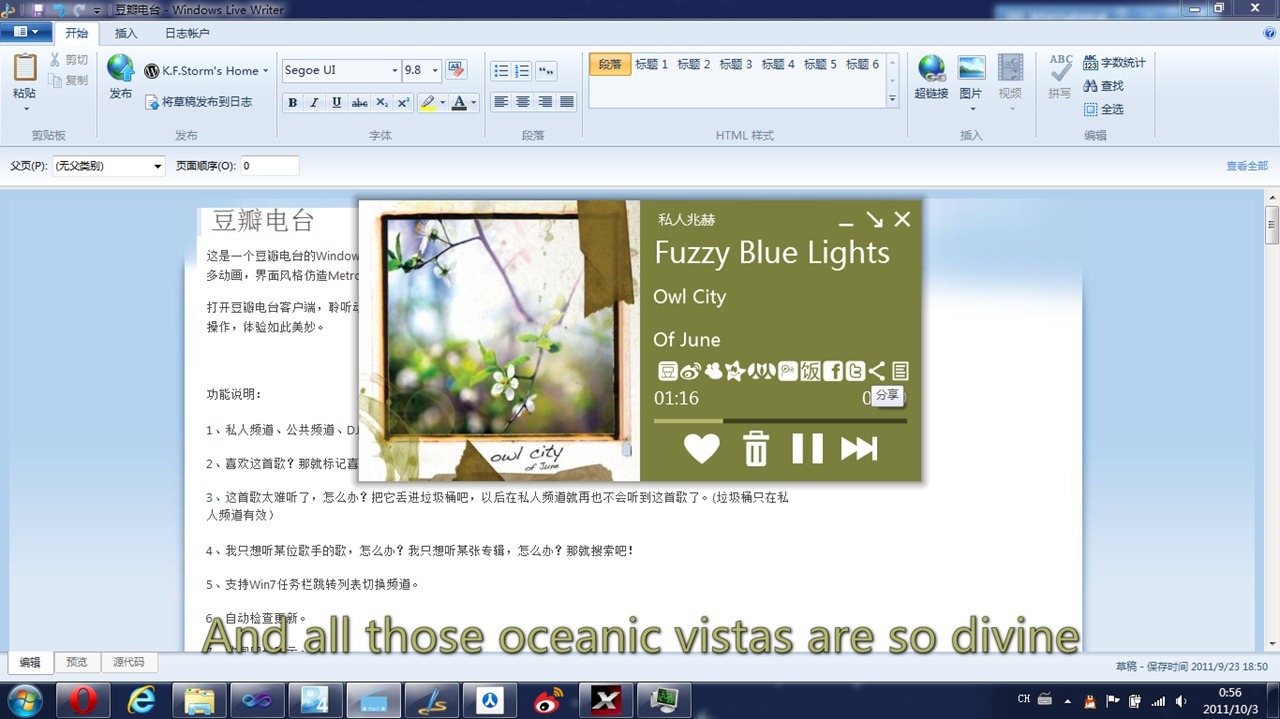 豆瓣电台 - Windows Live Writer
开始 插入 日志帐户
粘贴 剪切 复制
发布 K.F.Storm's Home 将草稿发布到日志
Segoe UI 9.8
B I U abc X₂ X²
段落 标题 1 标题 2 标题 3 标题 4 标题 5 标题 6
超链接 图片 视频
ABC 拼写 字数统计 查找 全选
剪贴板 发布 字体 段落 HTML 样式 插入 编辑
父页(P): (无父类别) 页面顺序(O): 0 查看全部
豆瓣电台
这是一个豆瓣电台的Window
多动画，界面风格仿造Metro
打开豆瓣电台客户端，聆听
操作，体验如此美妙。
功能说明：
1、私人频道、公共频道、DJ
2、喜欢这首歌？那就标记喜
3、这首歌太难听了，怎么办？把它丢进垃圾桶吧，以后在私人频道就再也不会听到这首歌了。(垃圾桶只在私
人频道有效）
4、我只想听某位歌手的歌，怎么办？我只想听某张专辑，怎么办？那就搜索吧！
5、支持Win7任务栏跳转列表切换频道。
6、自动检查更新。
私人兆赫
Fuzzy Blue Lights
Owl City
Of June
豆 饭 f t
01:16 0
分享
owl city
of June
And all those oceanic vistas are so divine
编辑 预览 源代码
草稿 - 保存时间 2011/9/23 18:50
CH
0:56
2011/10/3